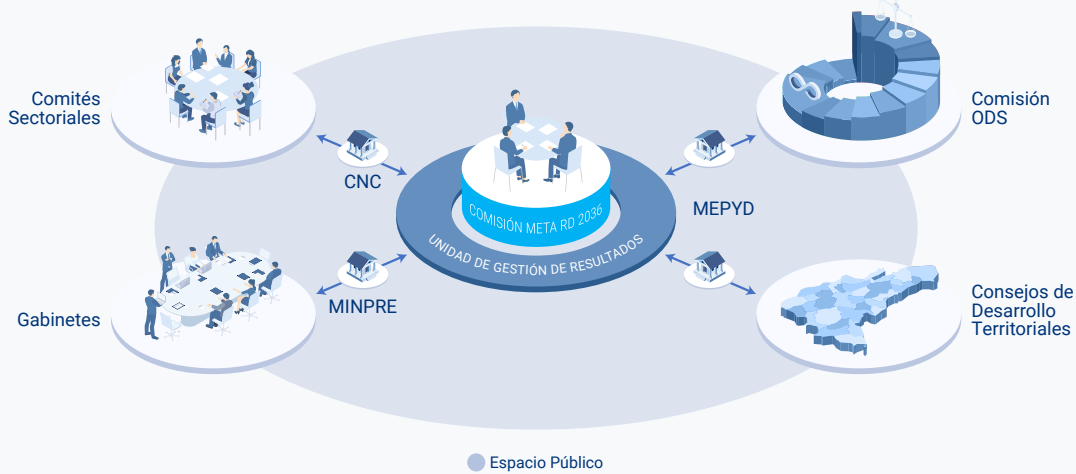 Comités
Sectoriales
CNC
COMISIÓN META RD 2036
UNIDAD DE GESTIÓN DE RESULTADOS
MEPYD
Comisión
ODS
Gabinetes
MINPRE
Consejos de
Desarrollo
Territoriales
Espacio Público